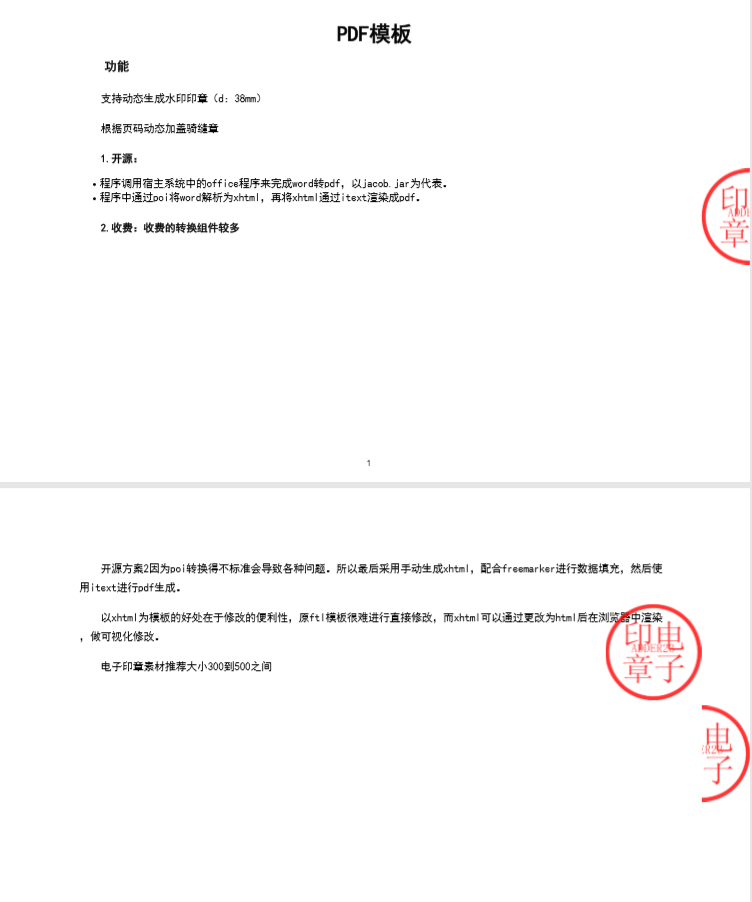 PDF模板
功能
支持动态生成水印印章（d: 38mm）
根据页码动态加盖骑缝章
1.开源：
• 程序调用宿主系统中的office程序来完成word转pdf，以jacob.jar为代表。
• 程序中通过poi将word解析为xhtml，再将xhtml通过itext渲染成pdf。
2.收费：收费的转换组件较多
印
ADDE
章
1
开源方案2因为poi转换得不标准会导致各种问题。所以最后采用手动生成xhtml，配合freemarker进行数据填充，然后使
用itext进行pdf生成。
以xhtml为模板的好处在于修改的便利性，原ftl模板很难进行直接修改，而xhtml可以通过更改为html后在浏览器中渲染
，做可视化修改。
电子印章素材推荐大小300到500之间
印电
ADDER28
章子
电
R28
子